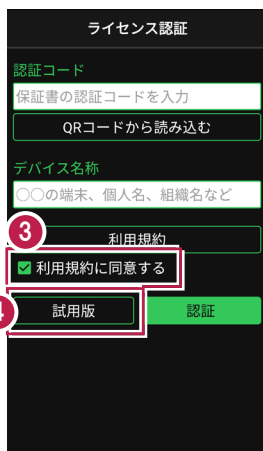 ライセンス認証
認証コード
保証書の認証コードを入力
QRコードから読み込む
デバイス名称
○○の端末、個人名、組織名など
3
利用規約
利用規約に同意する
4
試用版
認証